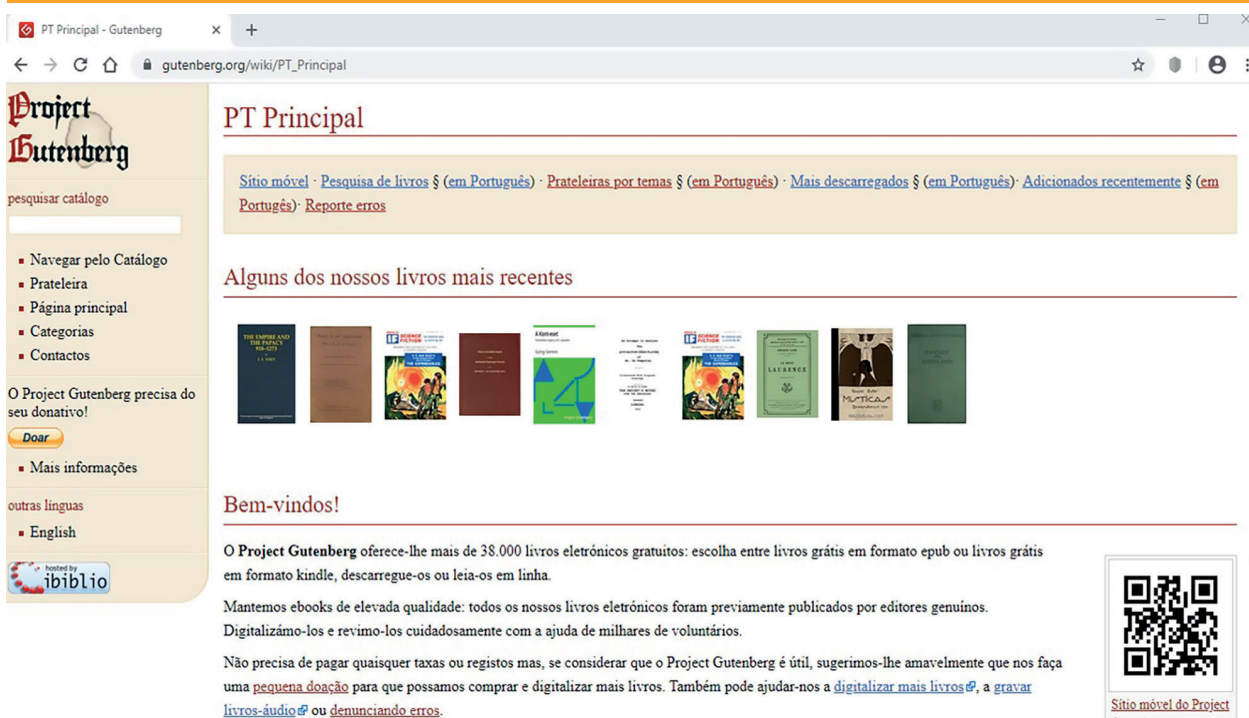 PT Principal - Gutenberg
gutenberg.org/wiki/PT_Principal
Project
Gutenberg
pesquisar catálogo
Navegar pelo Catálogo
Prateleira
Página principal
Categorias
Contactos
O Project Gutenberg precisa do
seu donativo!
Doar
Mais informações
outras línguas
English
hosted by
ibiblio
PT Principal
Sítio móvel · Pesquisa de livros § (em Português) · Prateleiras por temas § (em Português) · Mais descarregados § (em Português)· Adicionados recentemente § (em
Portugês)· Reporte erros
Alguns dos nossos livros mais recentes
THE EMPIRE AND
THE PAPACY
918-1273
IF SCIENCE
FICTION
A Kant-eset
IF SCIENCE
FICTION
LAURENCE
MYSTICAE
Bem-vindos!
O Project Gutenberg oferece-lhe mais de 38.000 livros eletrónicos gratuitos: escolha entre livros grátis em formato epub ou livros grátis
em formato kindle, descarregue-os ou leia-os em linha.
Mantemos ebooks de elevada qualidade: todos os nossos livros eletrónicos foram previamente publicados por editores genuínos.
Digitalizámo-los e revimo-los cuidadosamente com a ajuda de milhares de voluntários.
Não precisa de pagar quaisquer taxas ou registos mas, se considerar que o Project Gutenberg é útil, sugerimos-lhe amavelmente que nos faça
uma pequena doação para que possamos comprar e digitalizar mais livros. Também pode ajudar-nos a digitalizar mais livros, a gravar
livros-áudio ou denunciando erros.
Sítio móvel do Project